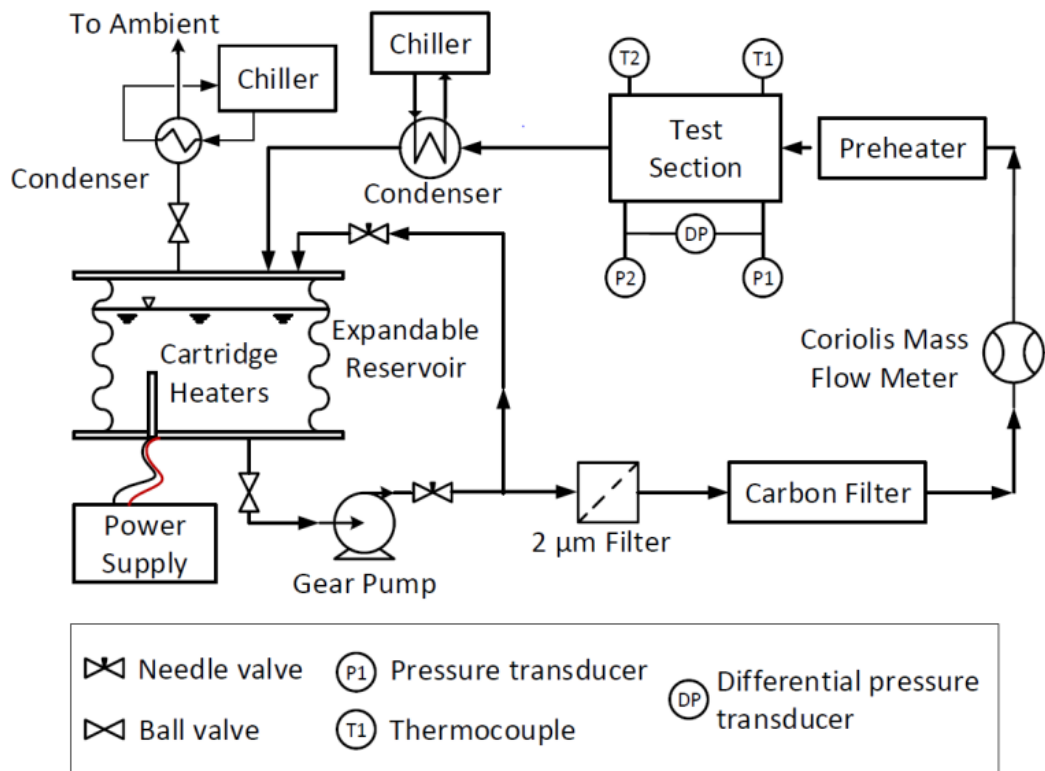 To Ambient
Chiller
Condenser
Chiller
Condenser
T2
T1
Test
Section
DP
P2
P1
Preheater
Coriolis Mass
Flow Meter
Expandable
Reservoir
Cartridge
Heaters
Power
Supply
Gear Pump
2 μm Filter
Carbon Filter
Needle valve
Ball valve
P1 Pressure transducer
T1 Thermocouple
DP Differential pressure
transducer